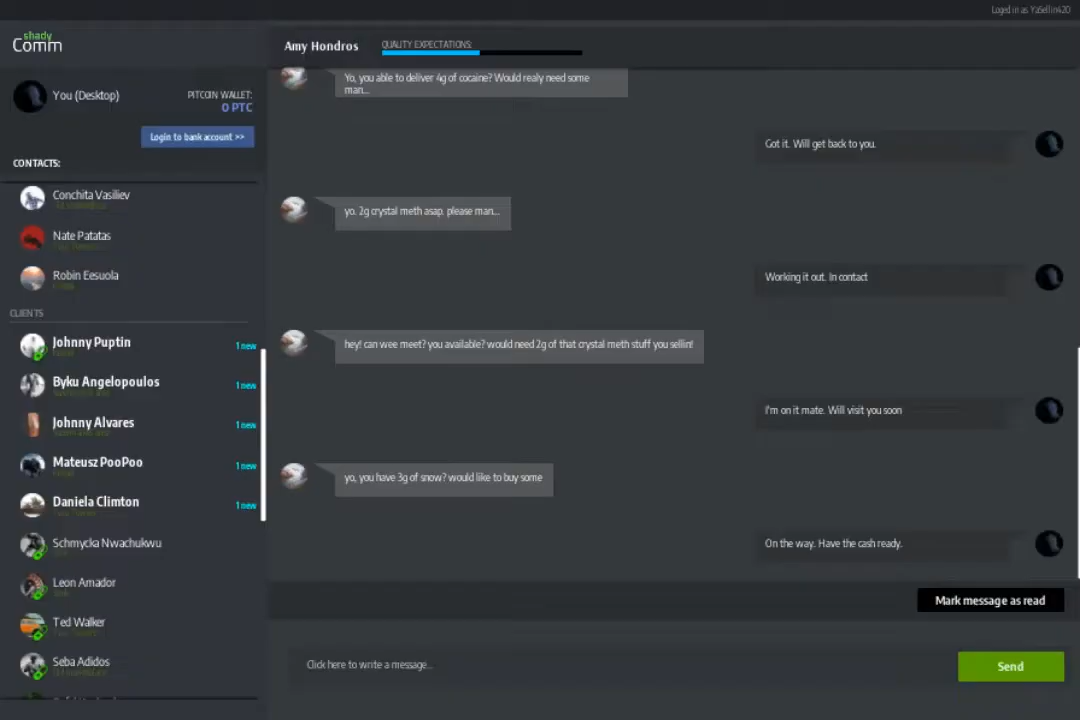 Loged in as YaSellin420
shady
Comm
Amy Hondros
QUALITY EXPECTATIONS:
You (Desktop)
PITCOIN WALLET:
0 PTC
Login to bank account >>
CONTACTS:
Conchita Vasiliev
Nate Patatas
Robin Eesuola
CLIENTS
Johnny Puptin
1 new
Byku Angelopoulos
1 new
Johnny Alvares
1 new
Mateusz PooPoo
1 new
Daniela Climton
1 new
Schmycka Nwachukwu
Leon Amador
Ted Walker
Seba Adidos
Yo, you able to deliver 4g of cocaine? Would realy need some
man...
Got it. Will get back to you.
yo. 2g crystal meth asap. please man...
Working it out. In contact
hey! can wee meet? you available? would need 2g of that crystal meth stuff you sellin!
I'm on it mate. Will visit you soon
yo, you have 3g of snow? would like to buy some
On the way. Have the cash ready.
Mark message as read
Click here to write a message...
Send